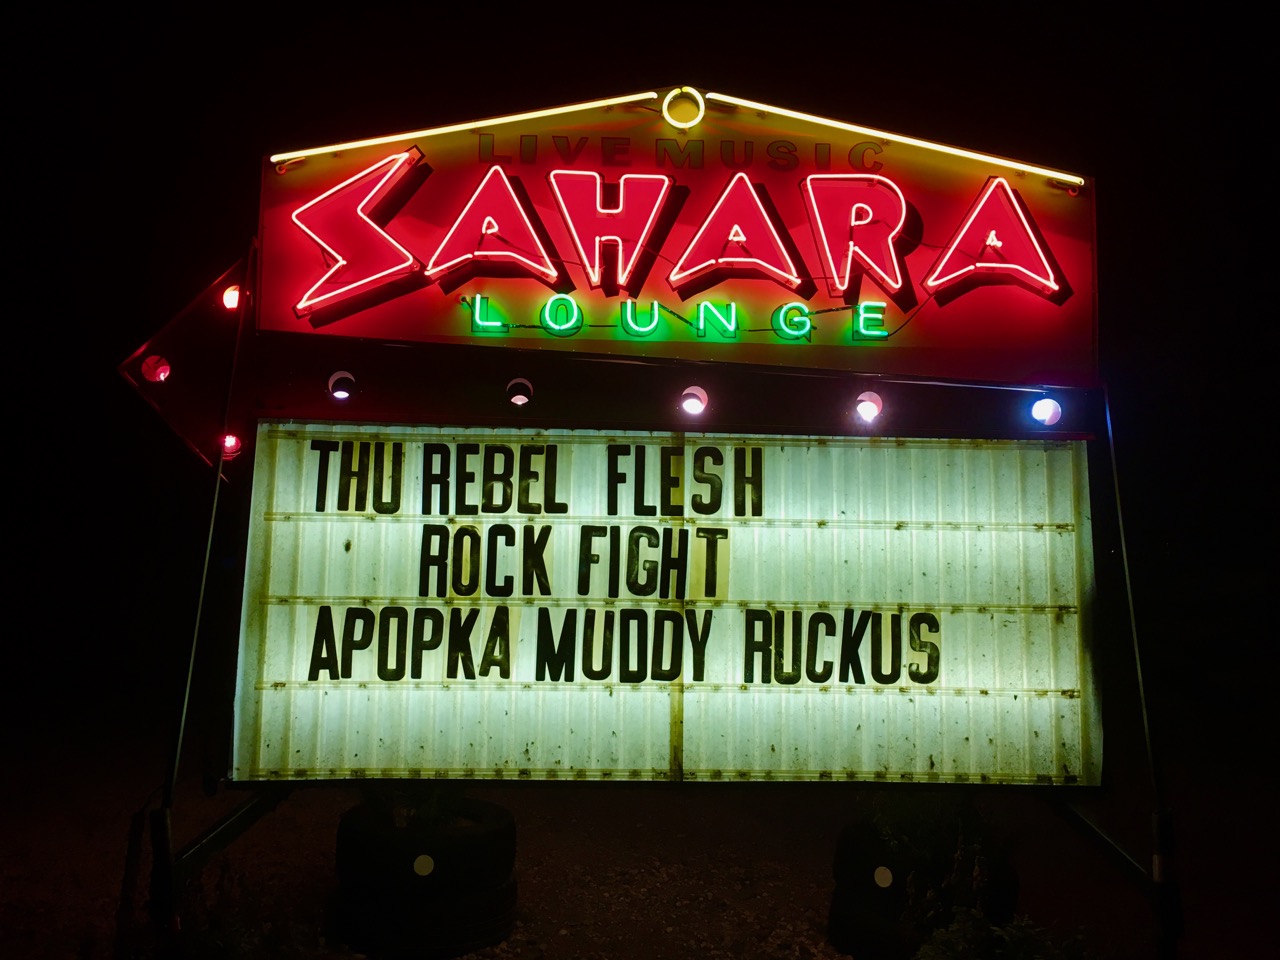 LIVE MUSIC
SAHARA
LOUNGE
THU REBEL FLESH
ROCK FIGHT
APOPKA MUDDY RUCKUS